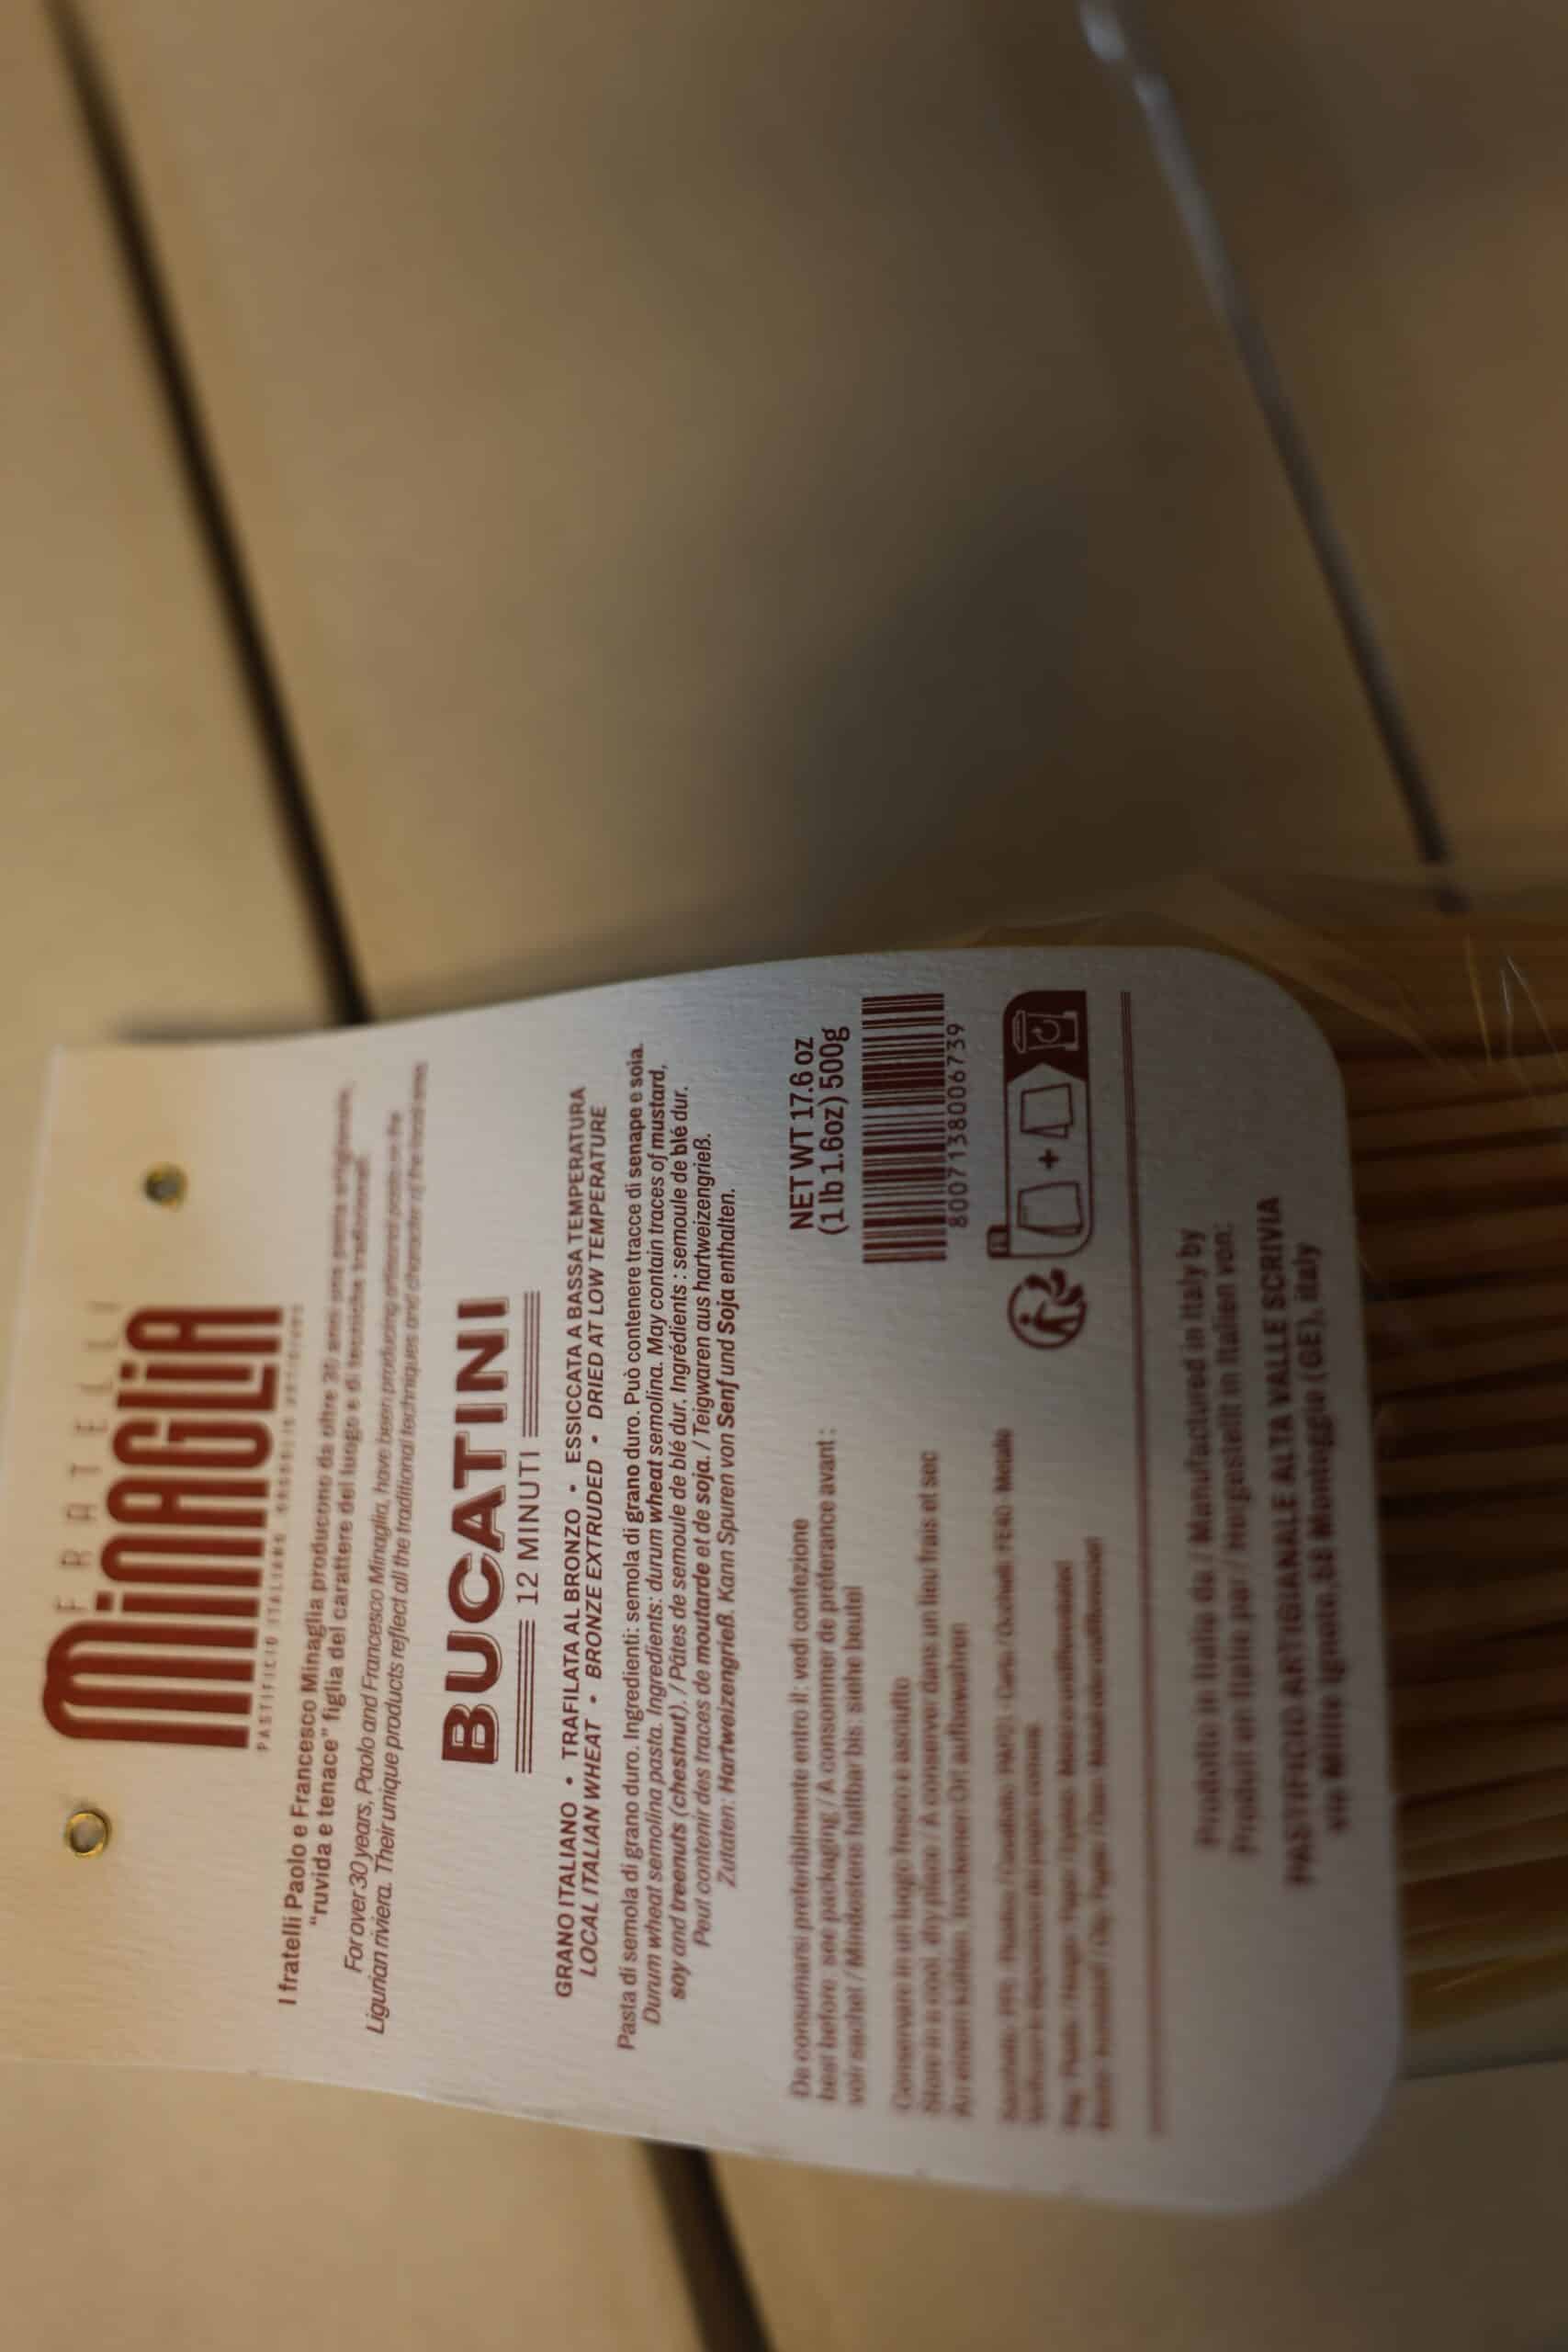 FRATELLI
MINAGLIA
PASTIFICIO ITALIANO
I fratelli Paolo e Francesco Minaglia producono da oltre 30 anni una pasta originale,
"ruvida e tenace" figlia del carattere del luogo e di tecniche tradizionali.
For over 30 years, Paolo and Francesco Minaglia, have been producing artisanal pasta on the
Ligurian riviera. Their unique products reflect all the traditional techniques and character of the local area.
BUCATINI
12 MINUTI
GRANO ITALIANO • TRAFILATA AL BRONZO • ESSICCATA A BASSA TEMPERATURA
LOCAL ITALIAN WHEAT • BRONZE EXTRUDED • DRIED AT LOW TEMPERATURE
Pasta di semola di grano duro. Ingredienti: semola di grano duro. Può contenere tracce di senape e soia.
Durum wheat semolina pasta. Ingredients: durum wheat semolina. May contain traces of mustard,
soy and treenuts (chestnut). / Pâtes de semoule de blé dur. Ingrédients : semoule de blé dur.
Peut contenir des traces de moutarde et de soja. / Teigwaren aus hartweizengrieß.
Zutaten: Hartweizengrieß. Kann Spuren von Senf und Soja enthalten.
Da consumarsi preferibilmente entro il: vedi confezione
beat before: see packaging / A consommer de préférance avant :
voir sachet / Mindestens haltbar bis: siehe beutel
Conservare in un luogo fresco e asciutto
Store in a cool, dry place / A conserver dans un lieu frais et sec
An einem kühlen, trockenen Ort aufbewahren
NET WT 17.6 oz
(1 lb 1.6oz) 500g
8007138006739
FR
Prodotto in Italia da / Manufactured in Italy by
Produit en Italie par / Hergestellt in Italien von:
PASTIFICIO ARTIGIANALE ALTA VALLE SCRIVIA
via Milite Ignoto, 6B Montoggio (GE), Italy